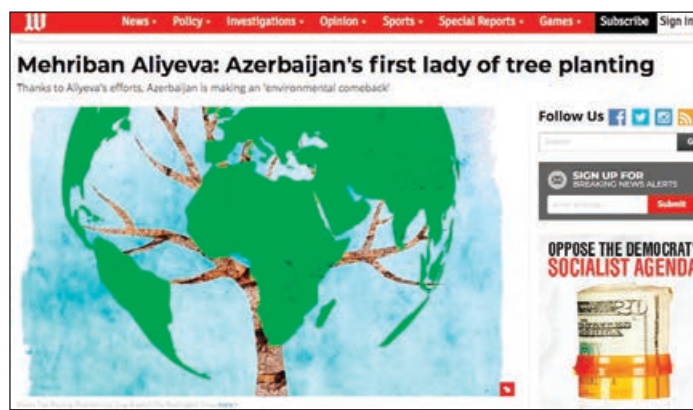 W News Policy Investigations Opinion Sports Special Reports Games Subscribe Sign In
Mehriban Aliyeva: Azerbaijan's first lady of tree planting
Thanks to Aliyeva's efforts, Azerbaijan is making an 'environmental comeback'
Follow Us
Search
SIGN UP FOR
BREAKING NEWS ALERTS
Submit
OPPOSE THE DEMOCRAT
SOCIALIST AGENDA
20